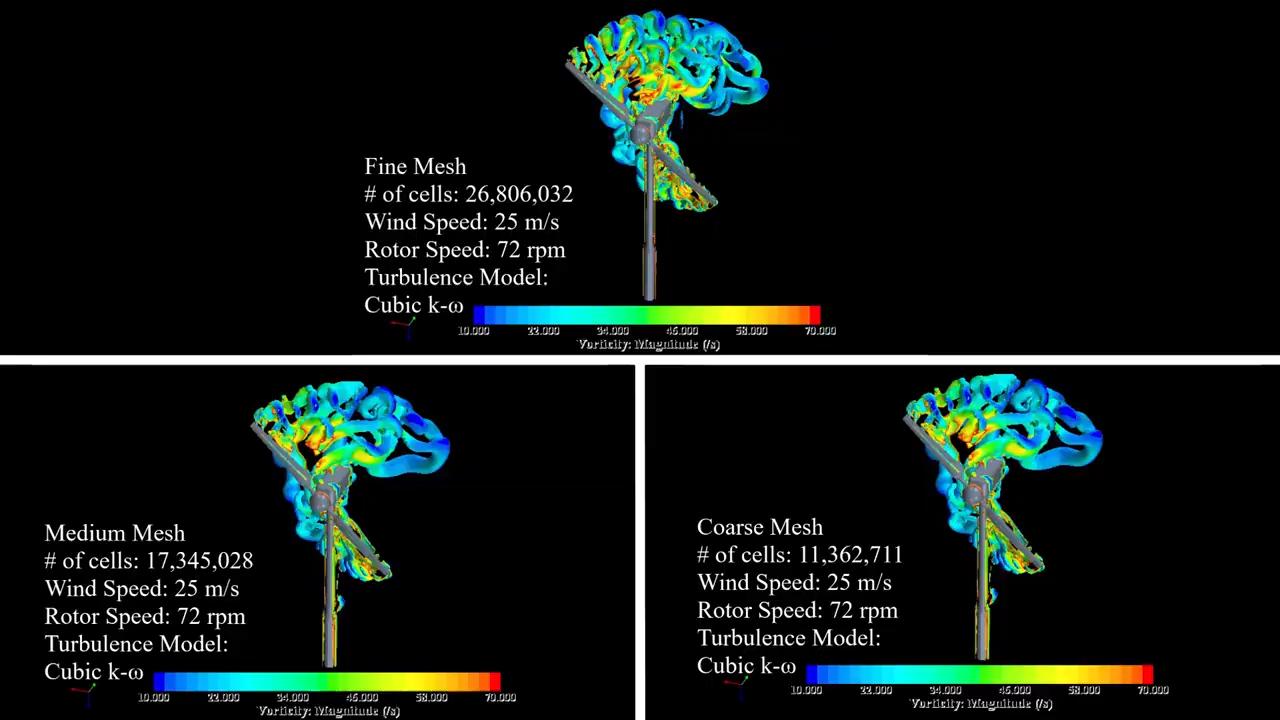 Fine Mesh
# of cells: 26,806,032
Wind Speed: 25 m/s
Rotor Speed: 72 rpm
Turbulence Model:
Cubic k-ω
10.000 22.000 34.000 46.000 58.000 70.000
Vorticity: Magnitude (/s)
Medium Mesh
# of cells: 17,345,028
Wind Speed: 25 m/s
Rotor Speed: 72 rpm
Turbulence Model:
Cubic k-ω
10.000 22.000 34.000 46.000 58.000 70.000
Vorticity: Magnitude (/s)
Coarse Mesh
# of cells: 11,362,711
Wind Speed: 25 m/s
Rotor Speed: 72 rpm
Turbulence Model:
Cubic k-ω
10.000 22.000 34.000 46.000 58.000 70.000
Vorticity: Magnitude (/s)